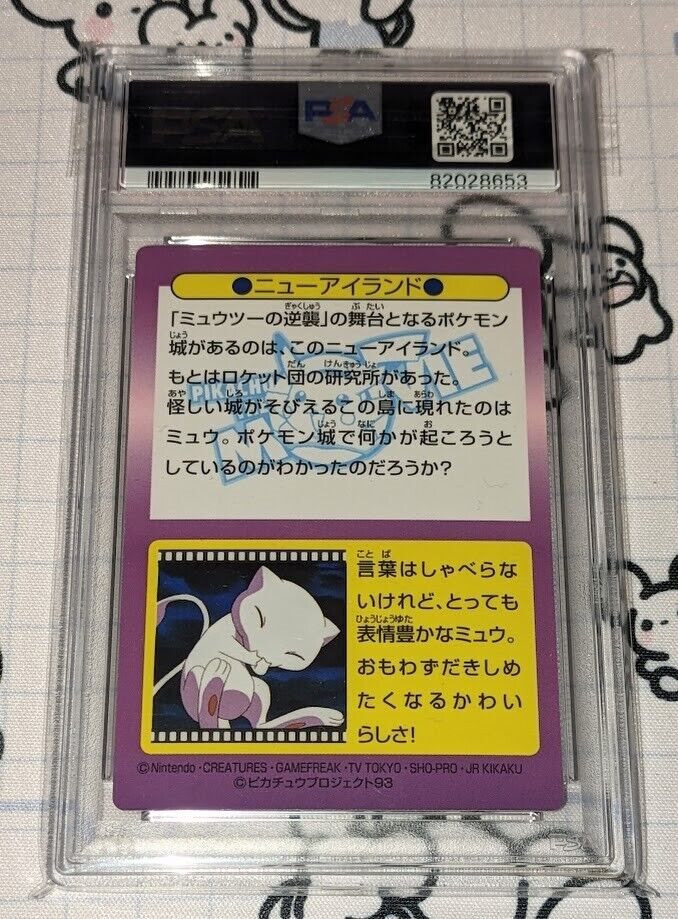 PSA
82028653
●ニューアイランド●
「ミュウツーの逆襲」の舞台となるポケモン
城があるのは、このニューアイランド。
もとはロケット団の研究所があった。
怪しい城がそびえるこの島に現れたのは
ミュウ。ポケモン城で何かが起ころうと
しているのがわかったのだろうか?
PIKACHU
THE
MOVIE
言葉はしゃべらな
いけれど、とっても
表情豊かなミュウ。
おもわずだきしめ
たくなるかわい
らしさ!
©Nintendo・CREATURES・GAMEFREAK・TV TOKYO・SHO-PRO・JR KIKAKU
©ピカチュウプロジェクト93